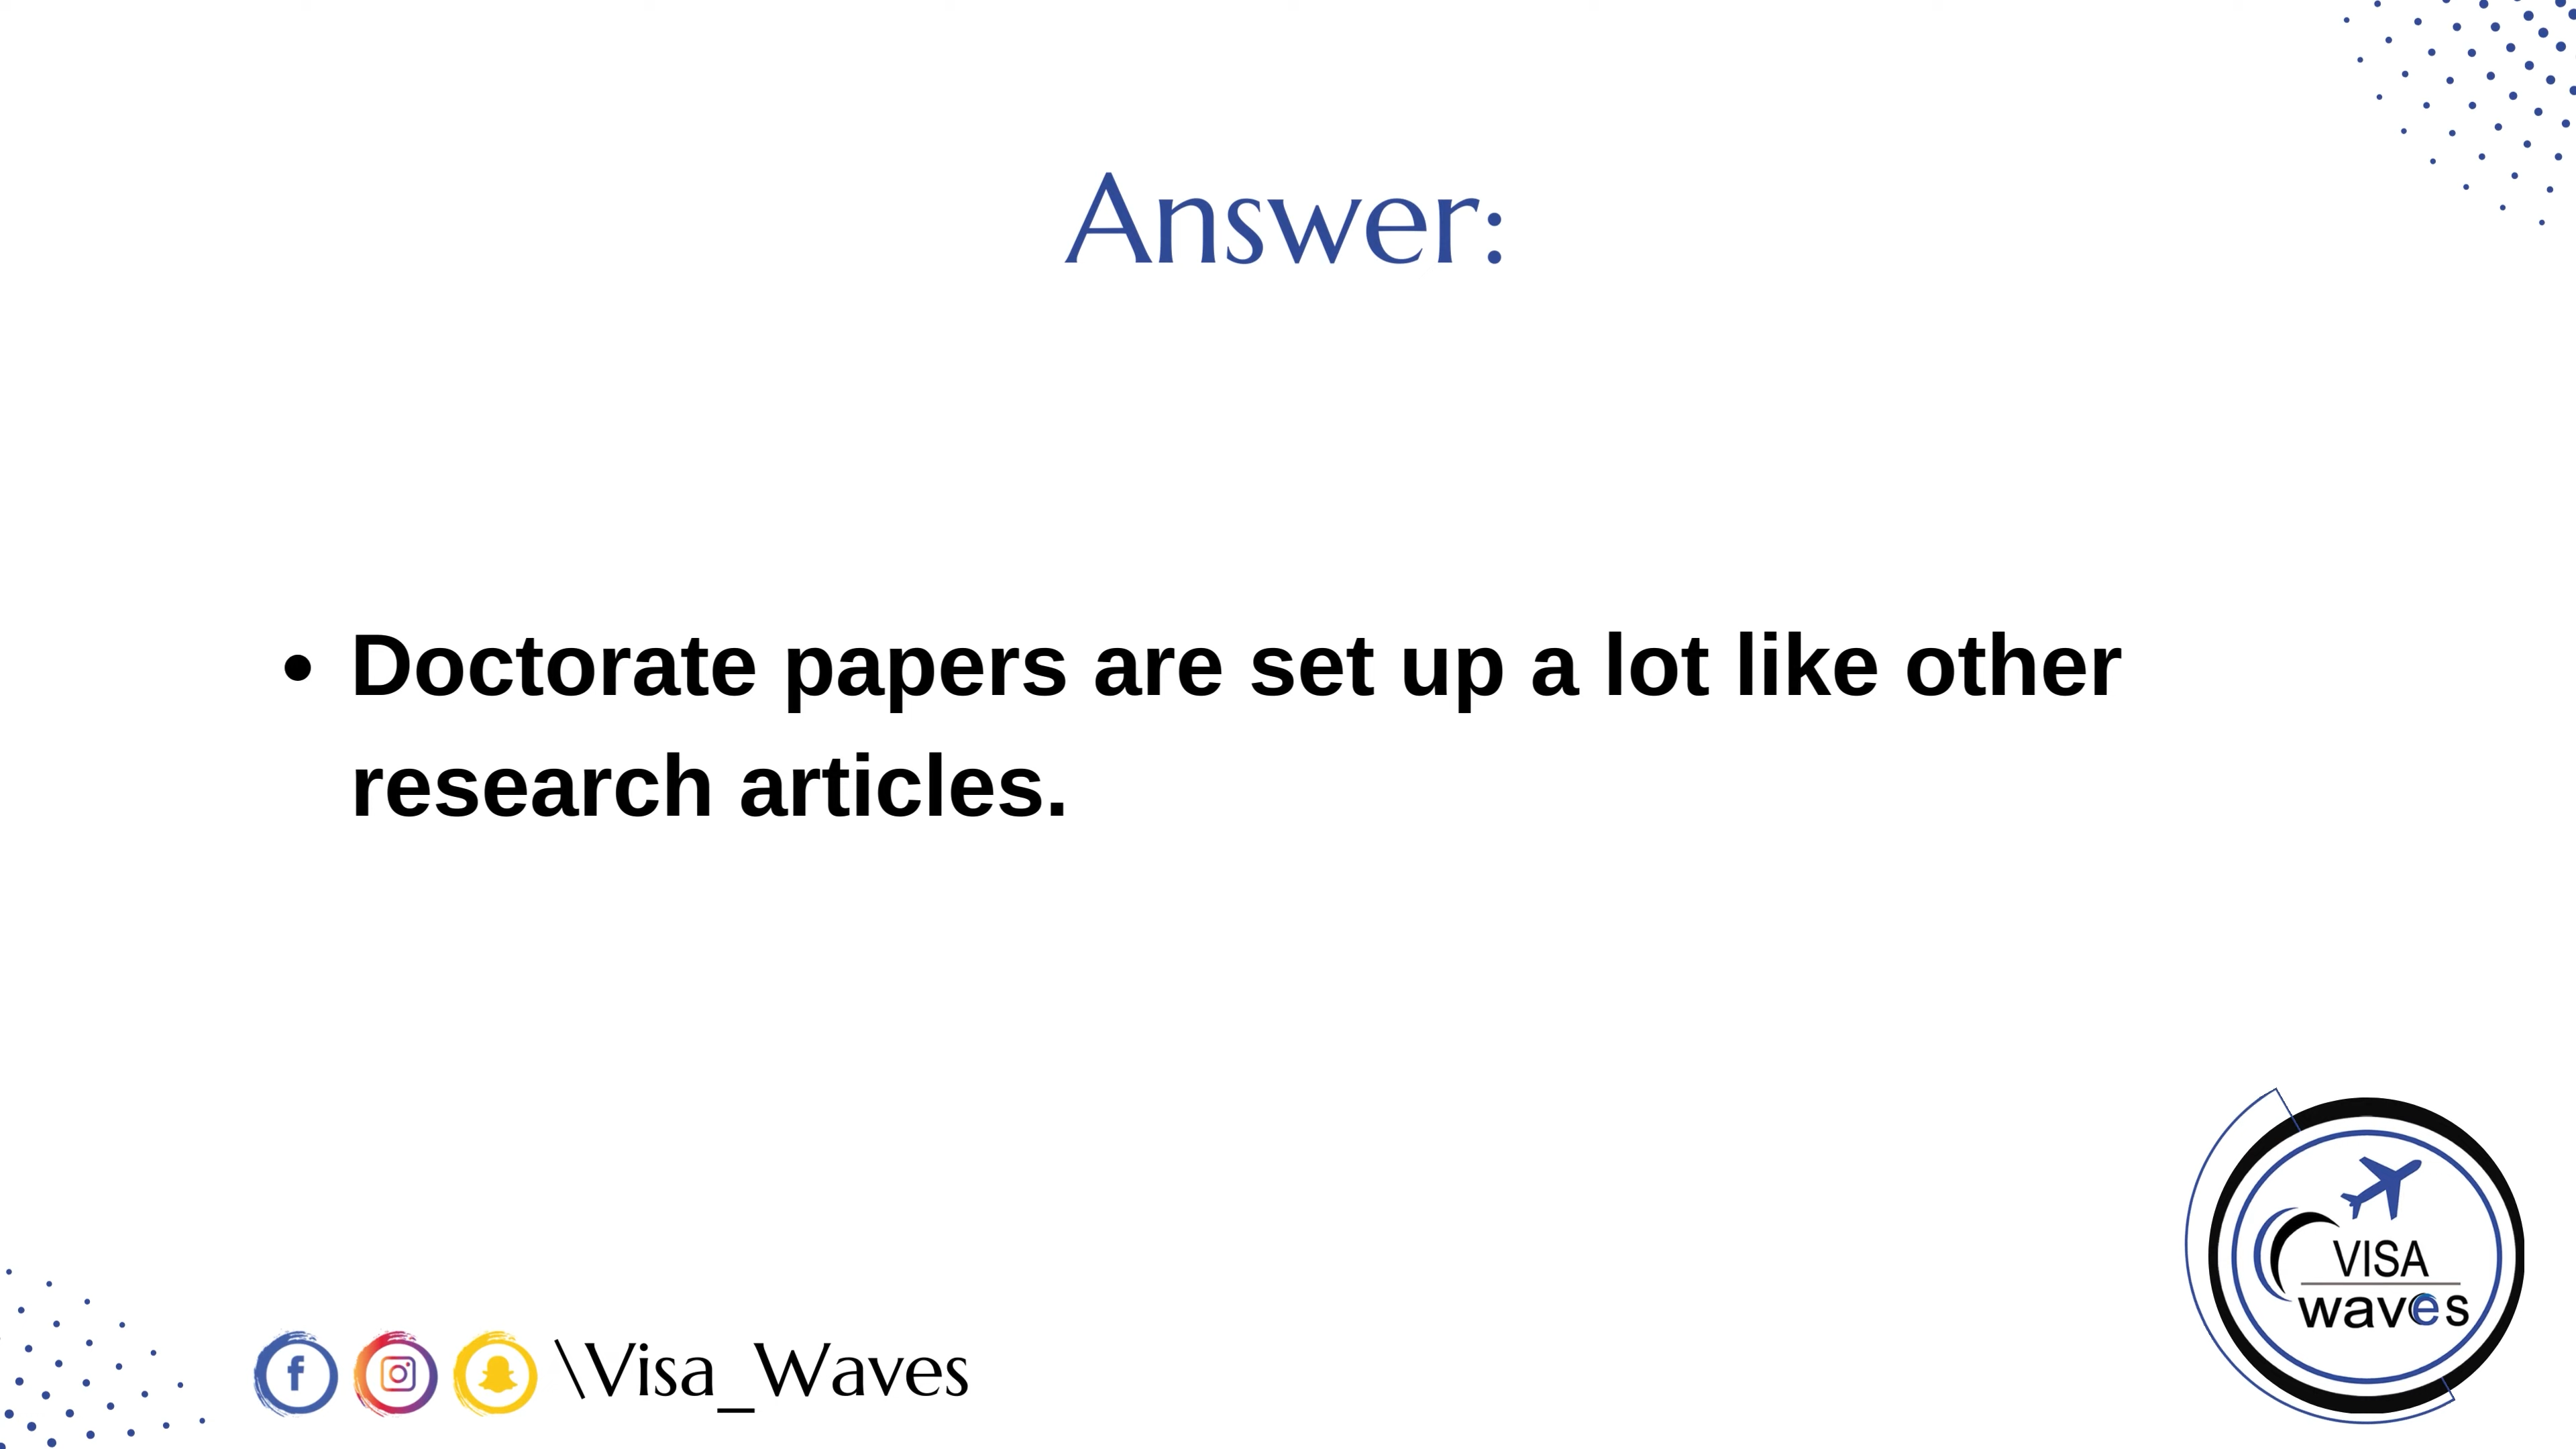 Answer:
• Doctorate papers are set up a lot like other
research articles.
VISA
waves
\Visa_Waves